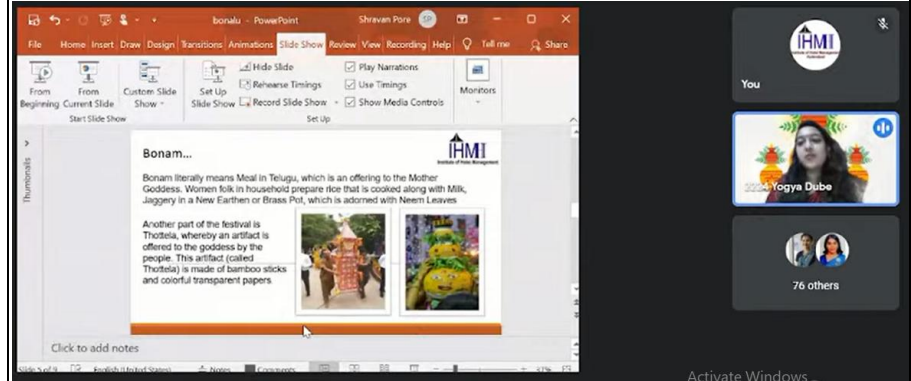 bonalu - PowerPoint
Shravan Pore
SP
File Home Insert Draw Design Transitions Animations Slide Show Review View Recording Help Tell me Share
From Beginning
From Current Slide
Custom Slide Show
Set Up Slide Show
Hide Slide
Rehearse Timings
Record Slide Show
Play Narrations
Use Timings
Show Media Controls
Monitors
Start Slide Show
Set Up
Thumbnails
Bonam...
IHM
Bonam literally means Meal in Telugu, which is an offering to the Mother
Goddess. Women folk in household prepare rice that is cooked along with Milk,
Jaggery in a New Earthen or Brass Pot, which is adorned with Neem Leaves
Another part of the festival is
Thottela, whereby an artifact is
offered to the goddess by the
people. This artifact (called
Thottela) is made of bamboo sticks
and colorful transparent papers
Click to add notes
Slide 5 of 9 English (United States) Notes Comments 37%
IHM
You
Yogya Dube
76 others
Activate Windows